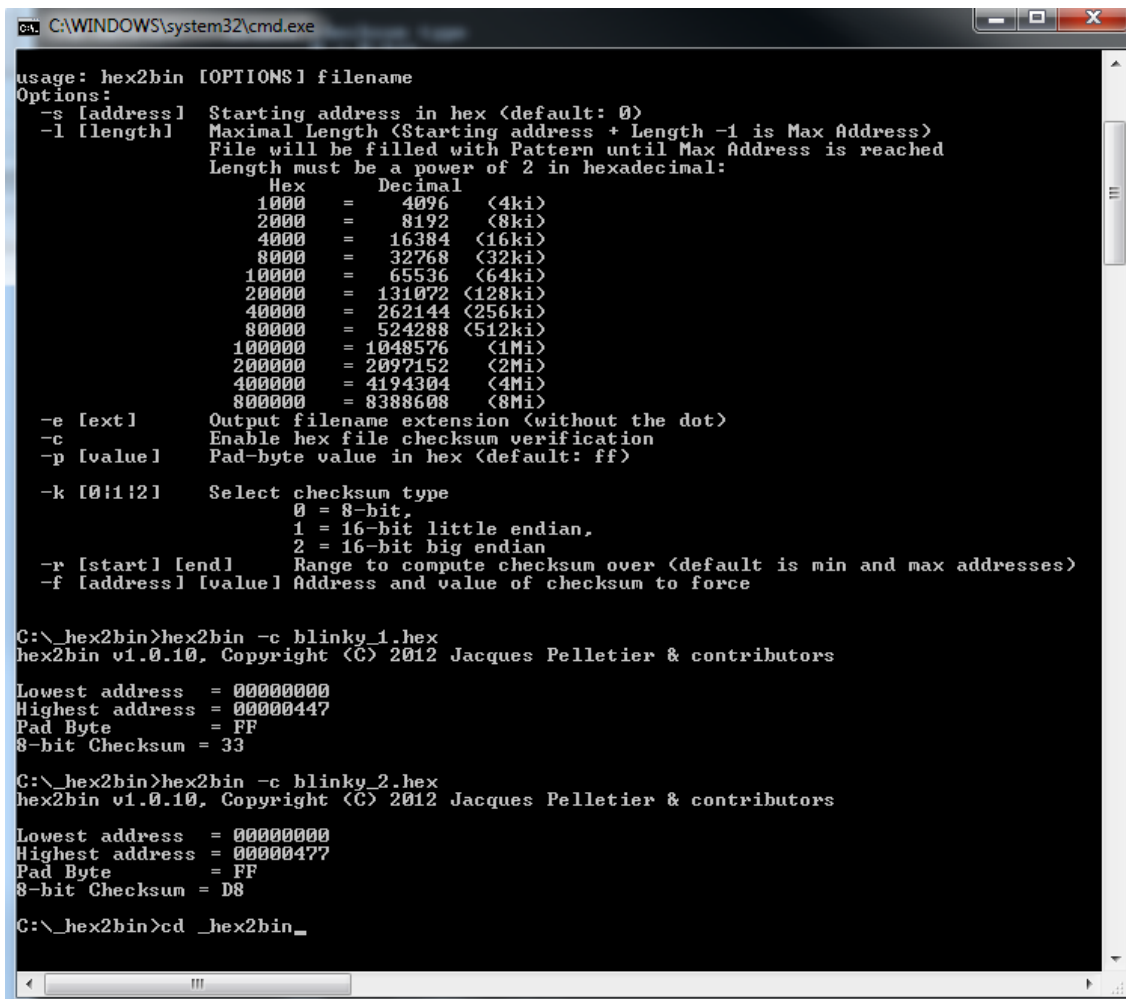 C:\WINDOWS\system32\cmd.exe
usage: hex2bin [OPTIONS] filename
Options:
  -s [address]  Starting address in hex (default: 0)
  -l [length]   Maximal Length (Starting address + Length -1 is Max Address)
                File will be filled with Pattern until Max Address is reached
                Length must be a power of 2 in hexadecimal:
                     Hex      Decimal
                    1000   =    4096   (4ki)
                    2000   =    8192   (8ki)
                    4000   =   16384  (16ki)
                    8000   =   32768  (32ki)
                   10000   =   65536  (64ki)
                   20000   =  131072 (128ki)
                   40000   =  262144 (256ki)
                   80000   =  524288 (512ki)
                  100000   = 1048576   (1Mi)
                  200000   = 2097152   (2Mi)
                  400000   = 4194304   (4Mi)
                  800000   = 8388608   (8Mi)
  -e [ext]      Output filename extension (without the dot)
  -c            Enable hex file checksum verification
  -p [value]    Pad-byte value in hex (default: ff)
  -k [0|1|2]    Select checksum type
                       0 = 8-bit,
                       1 = 16-bit little endian,
                       2 = 16-bit big endian
  -r [start] [end]     Range to compute checksum over (default is min and max addresses)
  -f [address] [value] Address and value of checksum to force
C:\_hex2bin>hex2bin -c blinky_1.hex
hex2bin v1.0.10, Copyright (C) 2012 Jacques Pelletier & contributors
Lowest address  = 00000000
Highest address = 00000447
Pad Byte        = FF
8-bit Checksum = 33
C:\_hex2bin>hex2bin -c blinky_2.hex
hex2bin v1.0.10, Copyright (C) 2012 Jacques Pelletier & contributors
Lowest address  = 00000000
Highest address = 00000477
Pad Byte        = FF
8-bit Checksum = D8
C:\_hex2bin>cd _hex2bin_